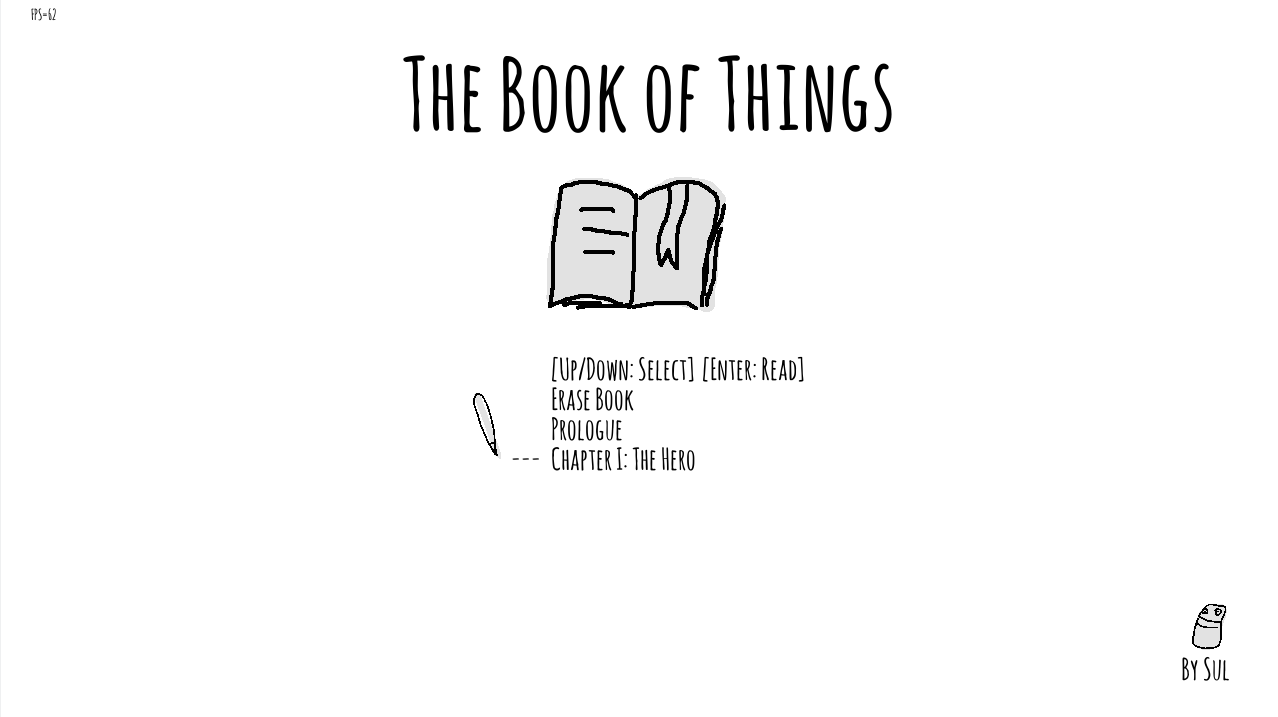 FPS=62
The Book of Things
[Up/Down: Select] [Enter: Read]
Erase Book
Prologue
--- Chapter I: The Hero
By Sul